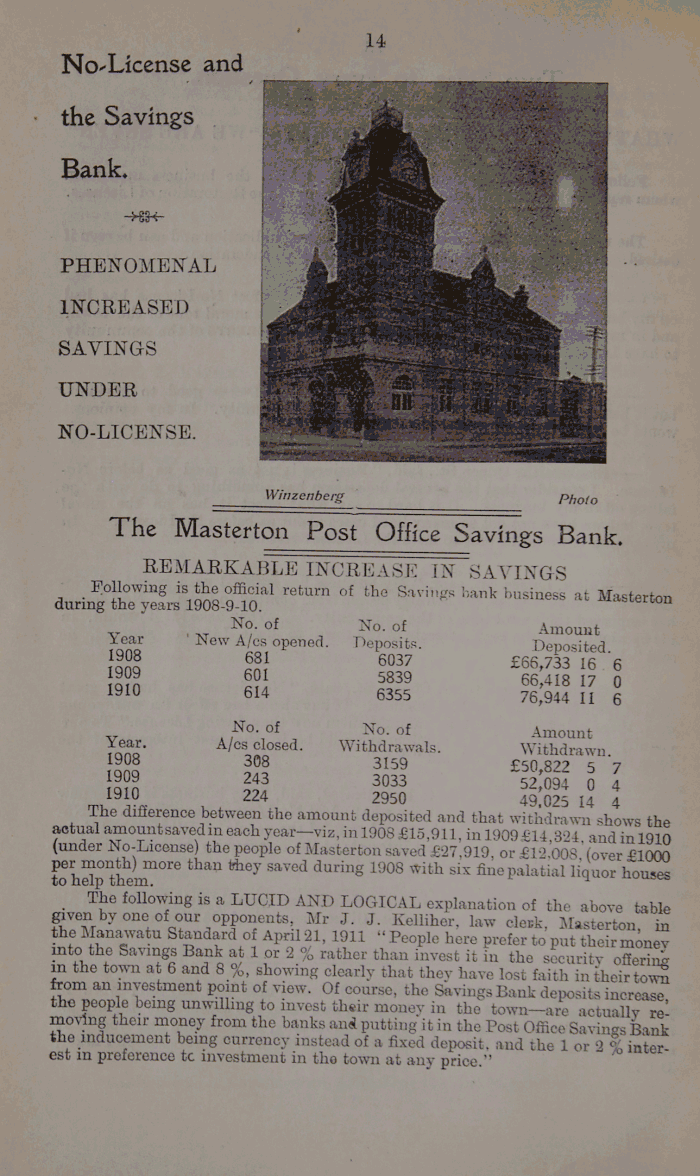 14
No-License and
the Savings
Bank.
PHENOMENAL
INCREASED
SAVINGS
UNDER
NO-LICENSE.
Winzenberg Photo
The Masterton Post Office Savings Bank.
REMARKABLE INCREASE IN SAVINGS
Following is the official return of the Savings bank business at Masterton
during the years 1908-9-10.
No. of No. of Amount
Year New A/cs opened. Deposits. Deposited.
1908 681 6037 £66,733 16 6
1909 601 5839 66,418 17 0
1910 614 6355 76,944 11 6
No. of No. of Amount
Year. A/cs closed. Withdrawals. Withdrawn.
1908 308 3159 £50,822 5 7
1909 243 3033 52,094 0 4
1910 224 2950 49,025 14 4
The difference between the amount deposited and that withdrawn shows the
actual amount saved in each year—viz, in 1908 £15,911, in 1909 £14,324, and in 1910
(under No-License) the people of Masterton saved £27,919, or £12,008, (over £1000
per month) more than they saved during 1908 with six fine palatial liquor houses
to help them.
The following is a LUCID AND LOGICAL explanation of the above table
given by one of our opponents, Mr J. J. Kelliher, law clerk, Masterton, in
the Manawatu Standard of April 21, 1911 "People here prefer to put their money
into the Savings Bank at 1 or 2 % rather than invest it in the security offering
in the town at 6 and 8 %, showing clearly that they have lost faith in their town
from an investment point of view. Of course, the Savings Bank deposits increase,
the people being unwilling to invest their money in the town—are actually re-
moving their money from the banks and putting it in the Post Office Savings Bank
the inducement being currency instead of a fixed deposit, and the 1 or 2 % inter-
est in preference tc investment in the town at any price."